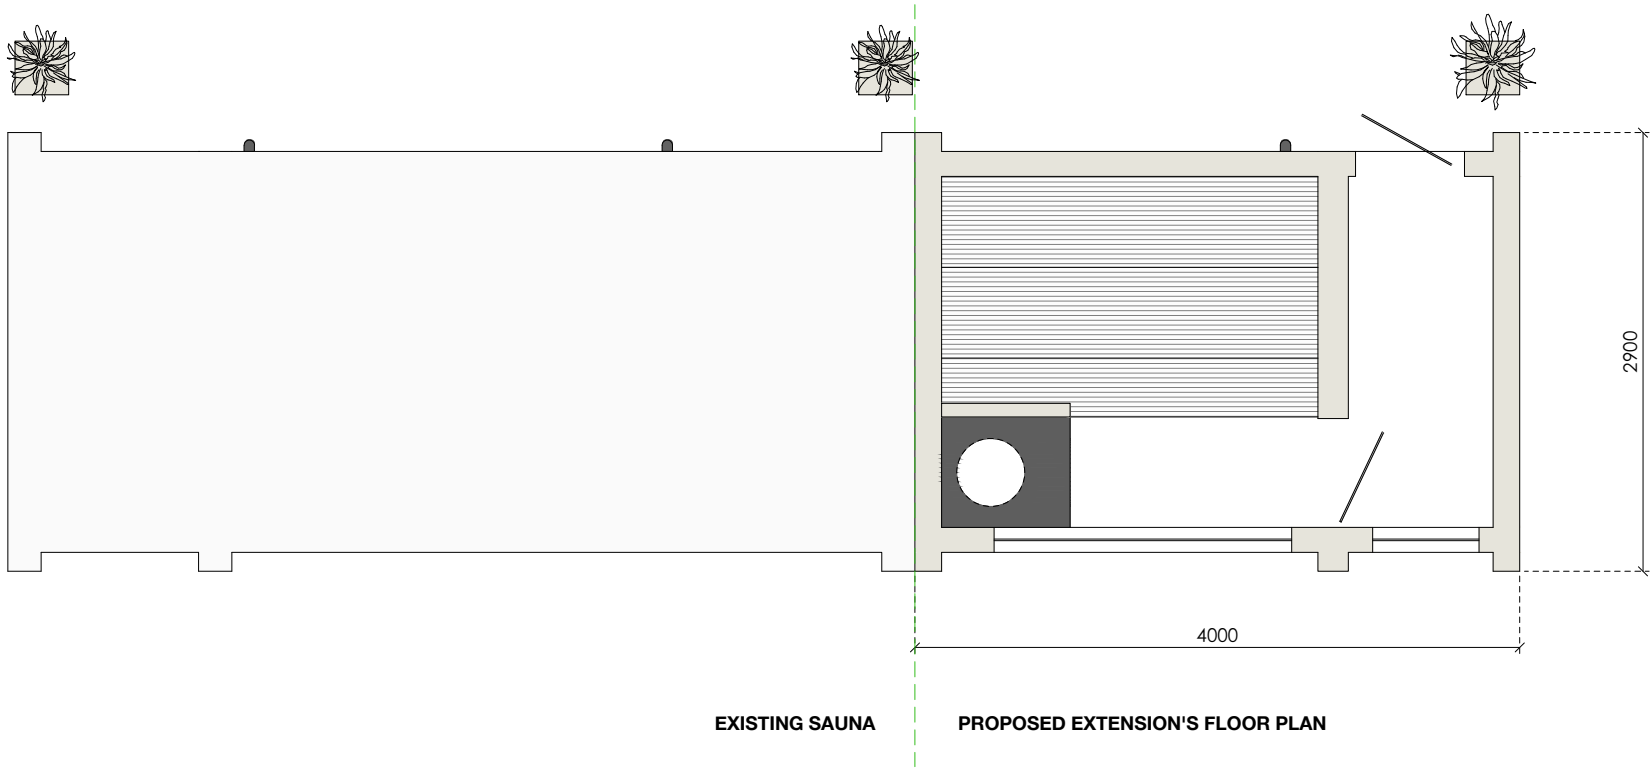 2900
4000
EXISTING SAUNA
PROPOSED EXTENSION'S FLOOR PLAN